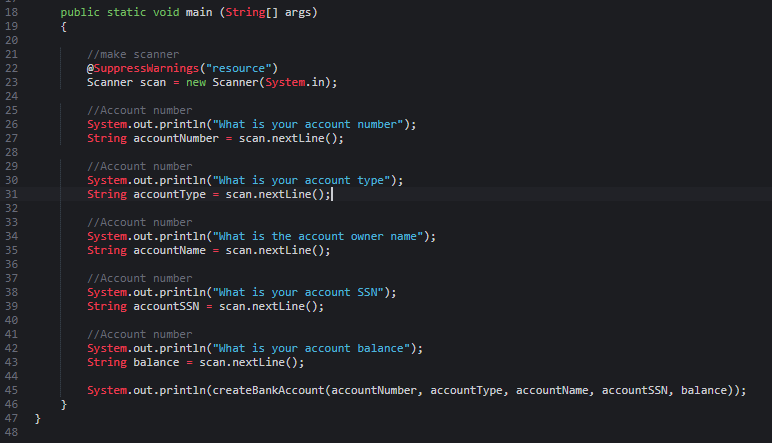 18 public static void main (String[] args)
19 {
20
21 //make scanner
22 @SuppressWarnings("resource")
23 Scanner scan = new Scanner(System.in);
24
25 //Account number
26 System.out.println("What is your account number");
27 String accountNumber = scan.nextLine();
28
29 //Account number
30 System.out.println("What is your account type");
31 String accountType = scan.nextLine();
32
33 //Account number
34 System.out.println("What is the account owner name");
35 String accountName = scan.nextLine();
36
37 //Account number
38 System.out.println("What is your account SSN");
39 String accountSSN = scan.nextLine();
40
41 //Account number
42 System.out.println("What is your account balance");
43 String balance = scan.nextLine();
44
45 System.out.println(createBankAccount(accountNumber, accountType, accountName, accountSSN, balance));
46 }
47 }
48